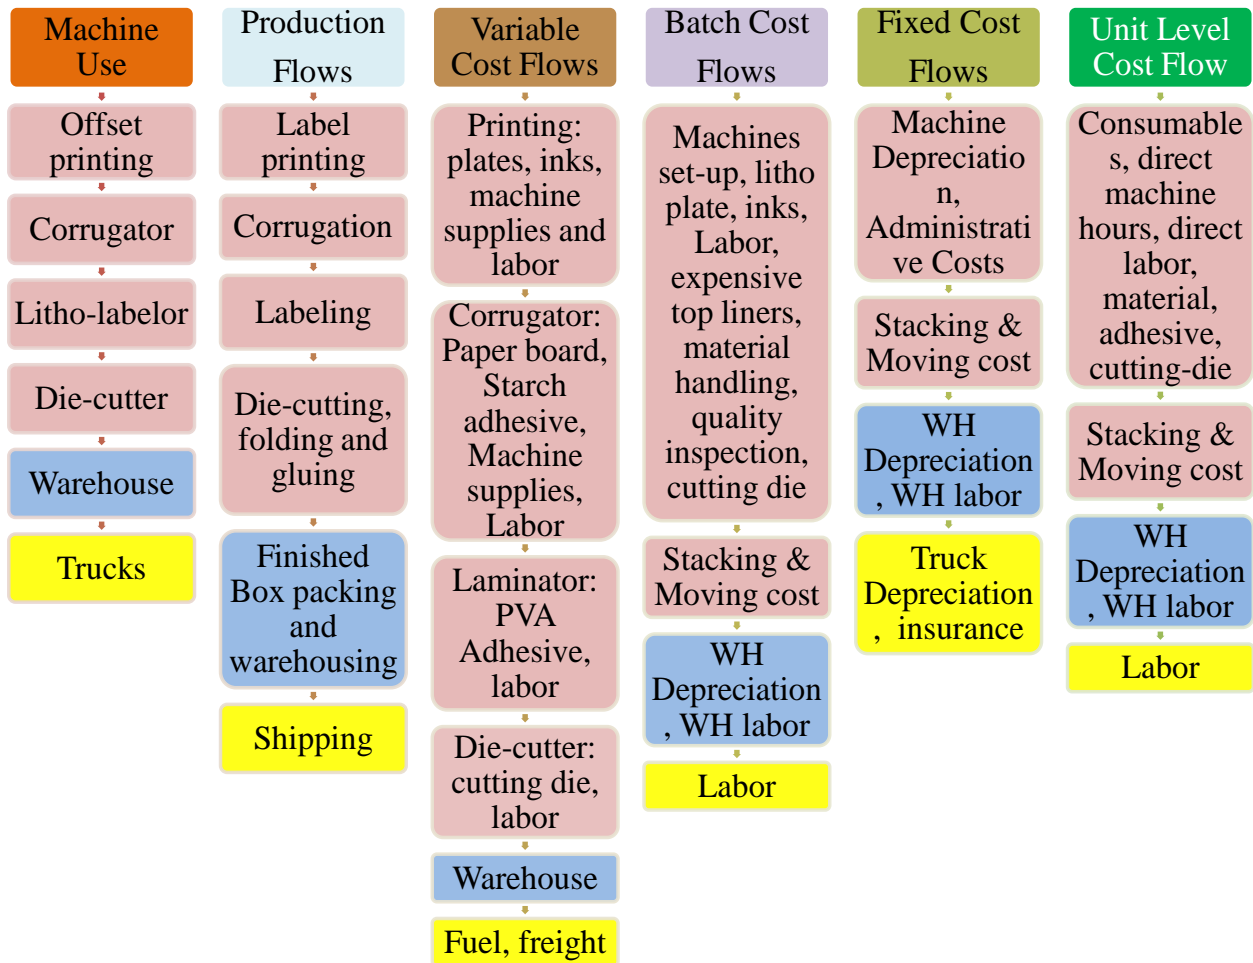 Machine
Use
Offset
printing
Corrugator
Litho-labelor
Die-cutter
Warehouse
Trucks
Production
Flows
Label
printing
Corrugation
Labeling
Die-cutting,
folding and
gluing
Finished
Box packing
and
warehousing
Shipping
Variable
Cost Flows
Printing:
plates, inks,
machine
supplies and
labor
Corrugator:
Paper board,
Starch
adhesive,
Machine
supplies,
Labor
Laminator:
PVA
Adhesive,
labor
Die-cutter:
cutting die,
labor
Warehouse
Fuel, freight
Batch Cost
Flows
Machines
set-up, litho
plate, inks,
Labor,
expensive
top liners,
material
handling,
quality
inspection,
cutting die
Stacking &
Moving cost
WH
Depreciation
, WH labor
Labor
Fixed Cost
Flows
Machine
Depreciatio
n,
Administrati
ve Costs
Stacking &
Moving cost
WH
Depreciation
, WH labor
Truck
Depreciation
, insurance
Unit Level
Cost Flow
Consumable
s, direct
machine
hours, direct
labor,
material,
adhesive,
cutting-die
Stacking &
Moving cost
WH
Depreciation
, WH labor
Labor